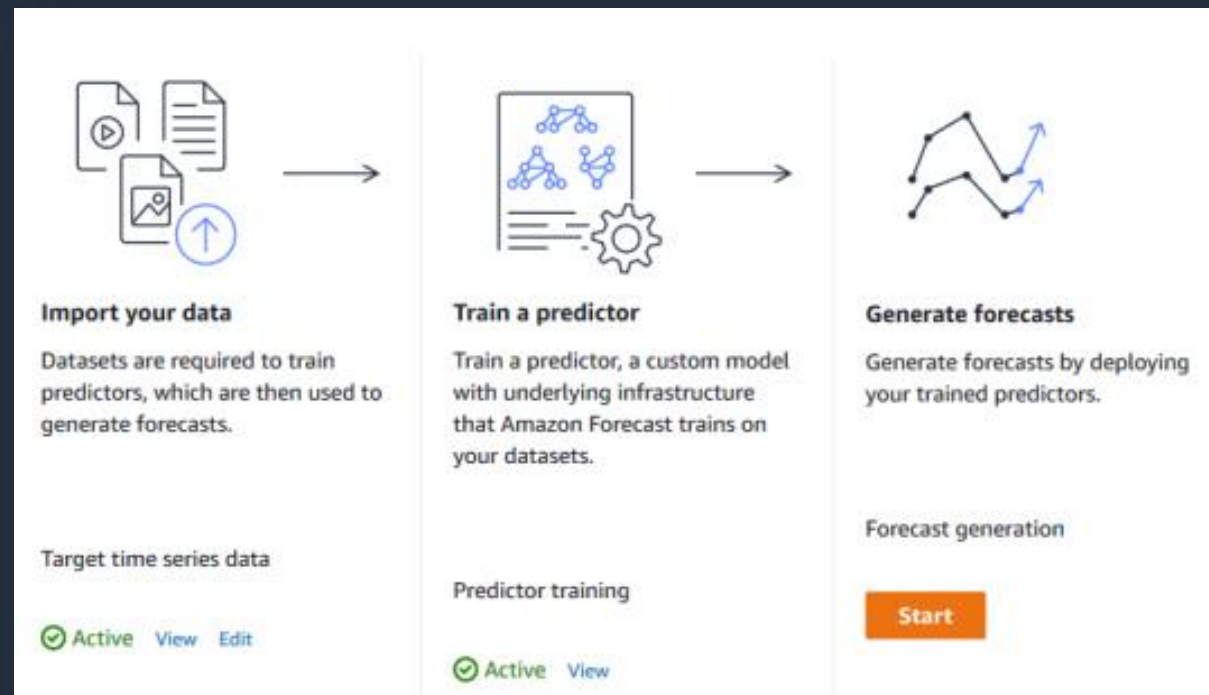 Import your data
Datasets are required to train
predictors, which are then used to
generate forecasts.
Target time series data
Active View Edit
Train a predictor
Train a predictor, a custom model
with underlying infrastructure
that Amazon Forecast trains on
your datasets.
Predictor training
Active View
Generate forecasts
Generate forecasts by deploying
your trained predictors.
Forecast generation
Start